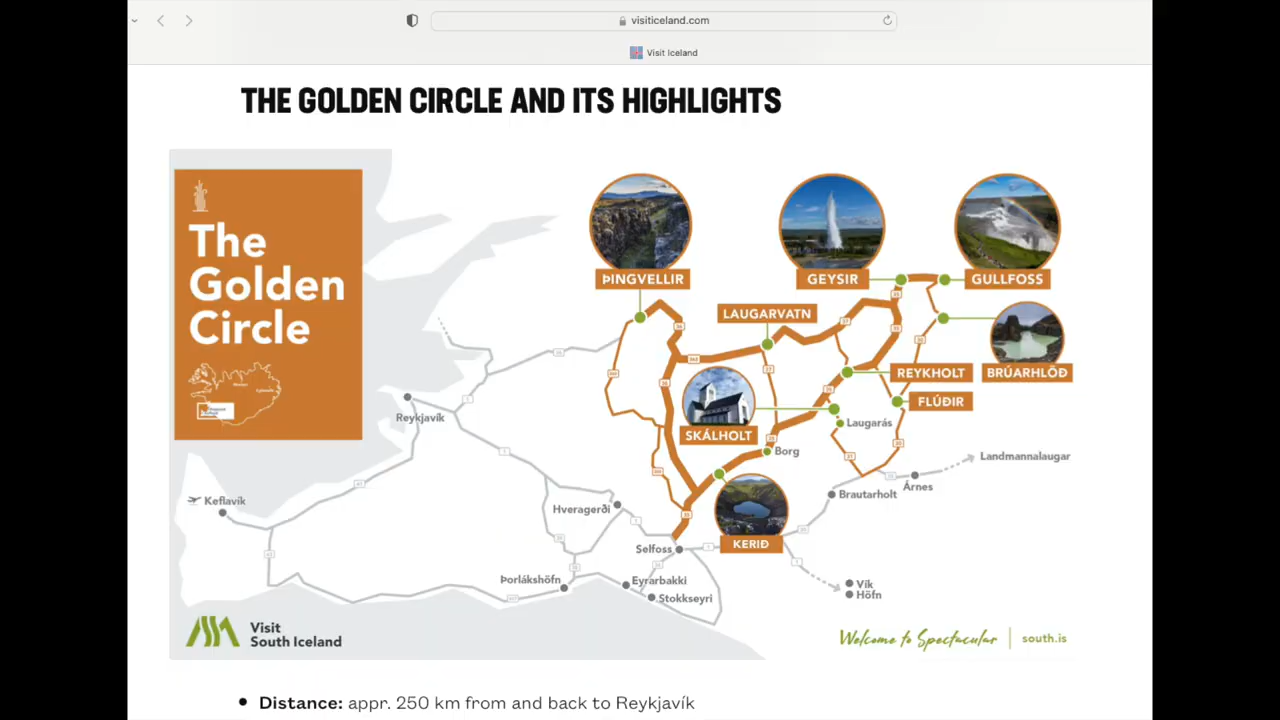 visiticeland.com
Visit Iceland
THE GOLDEN CIRCLE AND ITS HIGHLIGHTS
The
Golden
Circle
ÞINGVELLIR
GEYSIR
GULLFOSS
LAUGARVATN
REYKHOLT
BRÚARHLÖÐ
FLÚÐIR
SKÁLHOLT
Reykjavík
Laugarás
Borg
Landmannalaugar
Árnes
Brautarholt
Keflavík
Hveragerði
KERIÐ
Selfoss
Þorlákshöfn
Eyrarbakki
Stokkseyri
Vík
Höfn
Visit
South Iceland
Welcome to Spectacular
south.is
• Distance: appr. 250 km from and back to Reykjavík